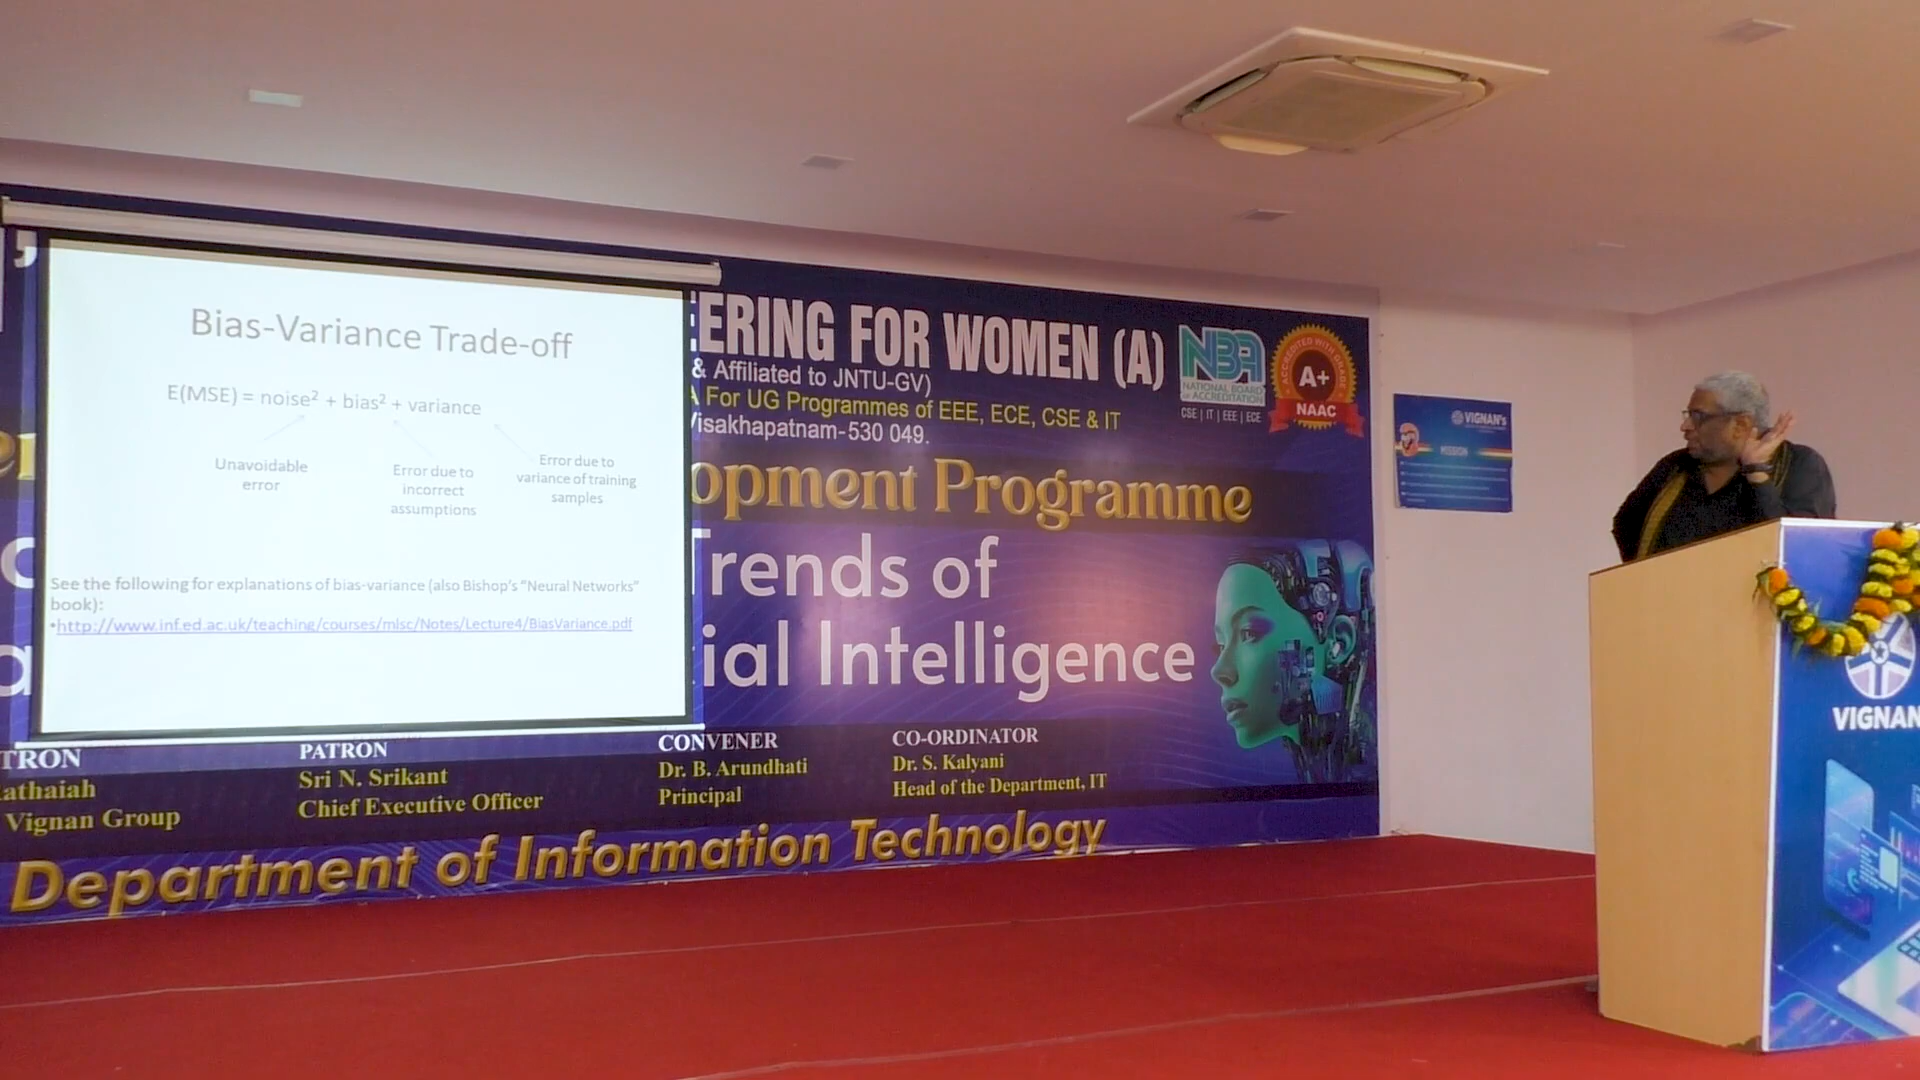 Bias-Variance Trade-off
E(MSE) = noise² + bias² + variance
Unavoidable
error
Error due to
incorrect
assumptions
Error due to
variance of training
samples
See the following for explanations of bias-variance (also Bishop's “Neural Networks”
book):
•http://www.inf.ed.ac.uk/teaching/courses/mlsc/Notes/Lecture4/BiasVariance.pdf
ERING FOR WOMEN (A)
& Affiliated to JNTU-GV)
A For UG Programmes of EEE, ECE, CSE & IT
Visakhapatnam-530 049.
opment Programme
Trends of
ial Intelligence
NBA
NATIONAL BOARD
OF ACCREDITATION
CSE | IT | EEE | ECE
ACCREDITED WITH GRADE
A+
NAAC
TRON
athaiah
Vignan Group
PATRON
Sri N. Srikant
Chief Executive Officer
CONVENER
Dr. B. Arundhati
Principal
CO-ORDINATOR
Dr. S. Kalyani
Head of the Department, IT
Department of Information Technology
VIGNAN's
MISSION
VIGNAN